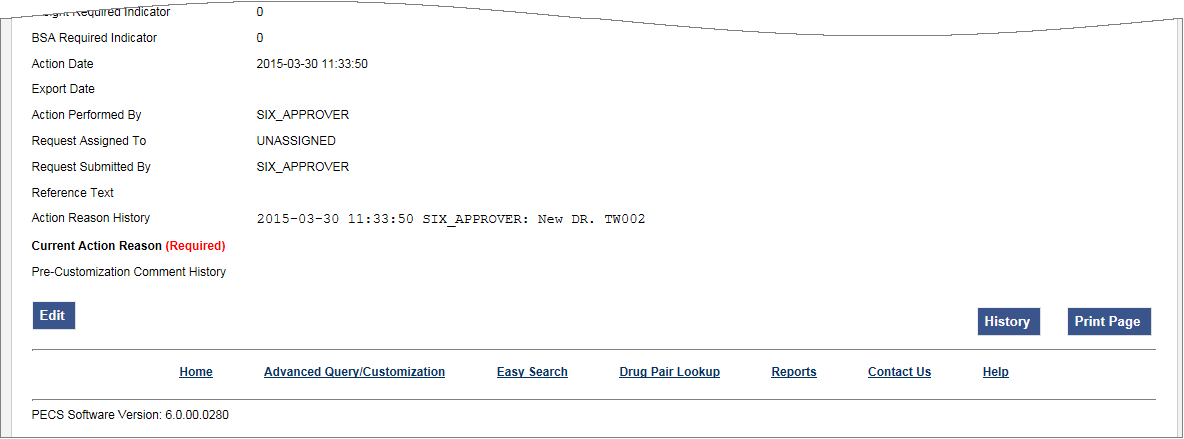 Required Indicator 0
BSA Required Indicator 0
Action Date 2015-03-30 11:33:50
Export Date
Action Performed By SIX_APPROVER
Request Assigned To UNASSIGNED
Request Submitted By SIX_APPROVER
Reference Text
Action Reason History 2015-03-30 11:33:50 SIX_APPROVER: New DR. TW002
Current Action Reason (Required)
Pre-Customization Comment History
Edit History Print Page
Home Advanced Query/Customization Easy Search Drug Pair Lookup Reports Contact Us Help
PECS Software Version: 6.0.00.0280